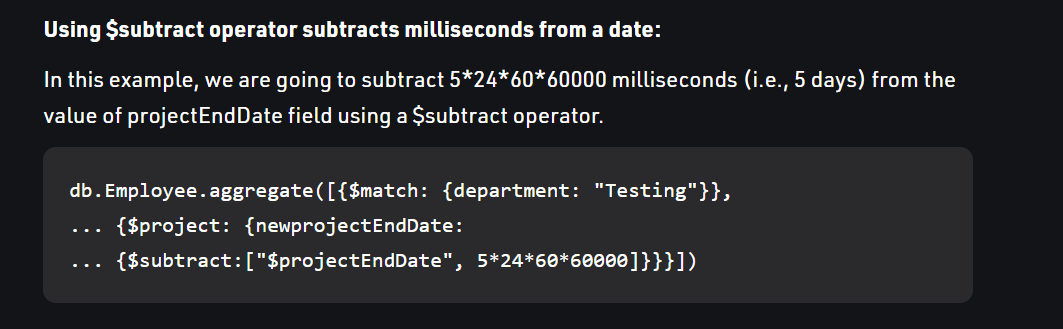 Using $subtract operator subtracts milliseconds from a date:
In this example, we are going to subtract 5*24*60*60000 milliseconds (i.e., 5 days) from the
value of projectEndDate field using a $subtract operator.
db.Employee.aggregate([{$match: {department: "Testing"}},
... {$project: {newprojectEndDate:
... {$subtract:["$projectEndDate", 5*24*60*60000]}}}])